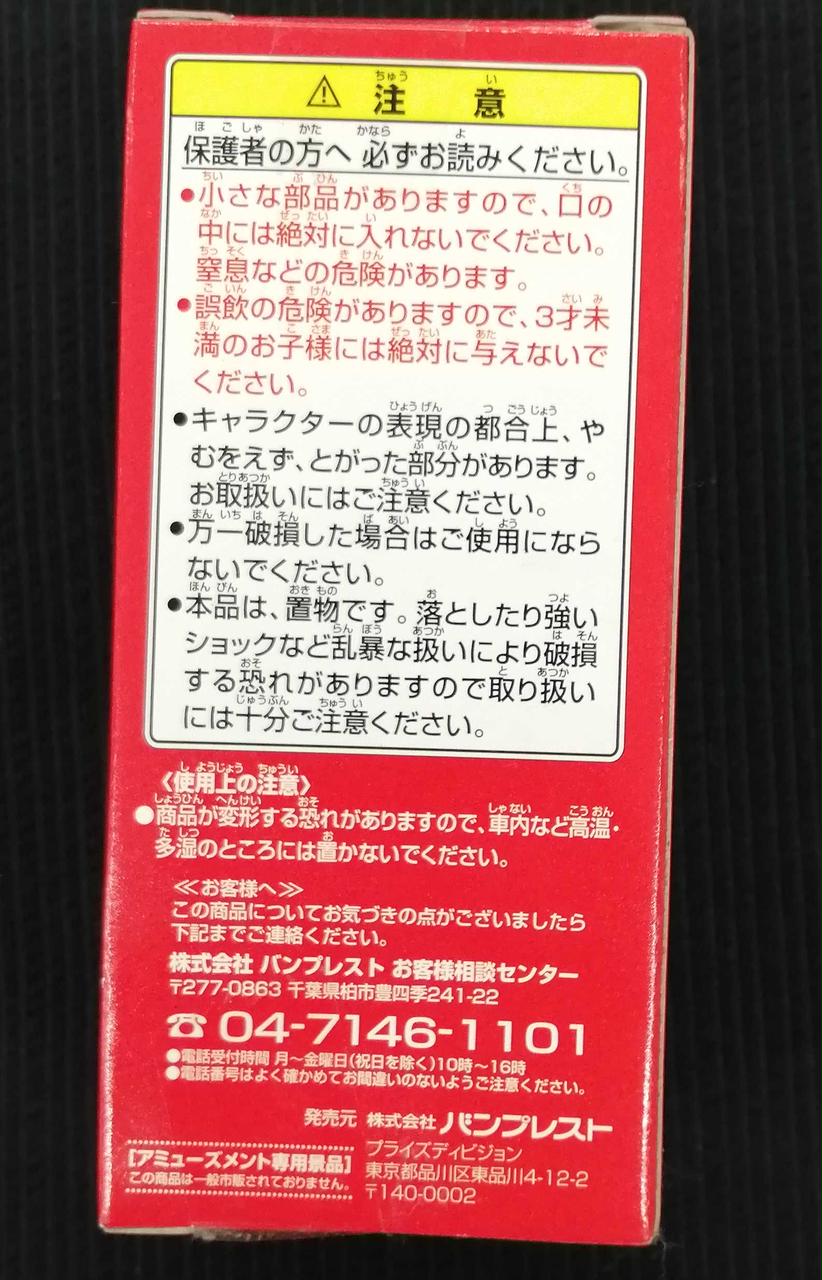 ⚠ 注意
保護者の方へ 必ずお読みください。
●小さな部品がありますので、口の
中には絶対に入れないでください。
窒息などの危険があります。
●誤飲の危険がありますので、3才未
満のお子様には絶対に与えないで
ください。
●キャラクターの表現の都合上、や
むをえず、とがった部分があります。
お取扱いにはご注意ください。
●万一破損した場合はご使用になら
ないでください。
●本品は、置物です。落としたり強い
ショックなど乱暴な扱いにより破損
する恐れがありますので取り扱い
には十分ご注意ください。
〈使用上の注意〉
●商品が変形する恐れがありますので、車内など高温・
多湿のところには置かないでください。
≪お客様へ≫
この商品についてお気づきの点がございましたら
下記までご連絡ください。
株式会社 バンプレスト お客様相談センター
〒277-0863 千葉県柏市豊四季241-22
☎ 04-7146-1101
●電話受付時間 月〜金曜日(祝日を除く)10時〜16時
●電話番号はよく確かめてお間違いのないようご注意ください。
発売元 株式会社 バンプレスト
プライズディビジョン
東京都品川区東品川4-12-2
〒140-0002
[アミューズメント専用景品]
この商品は一般市販されておりません。